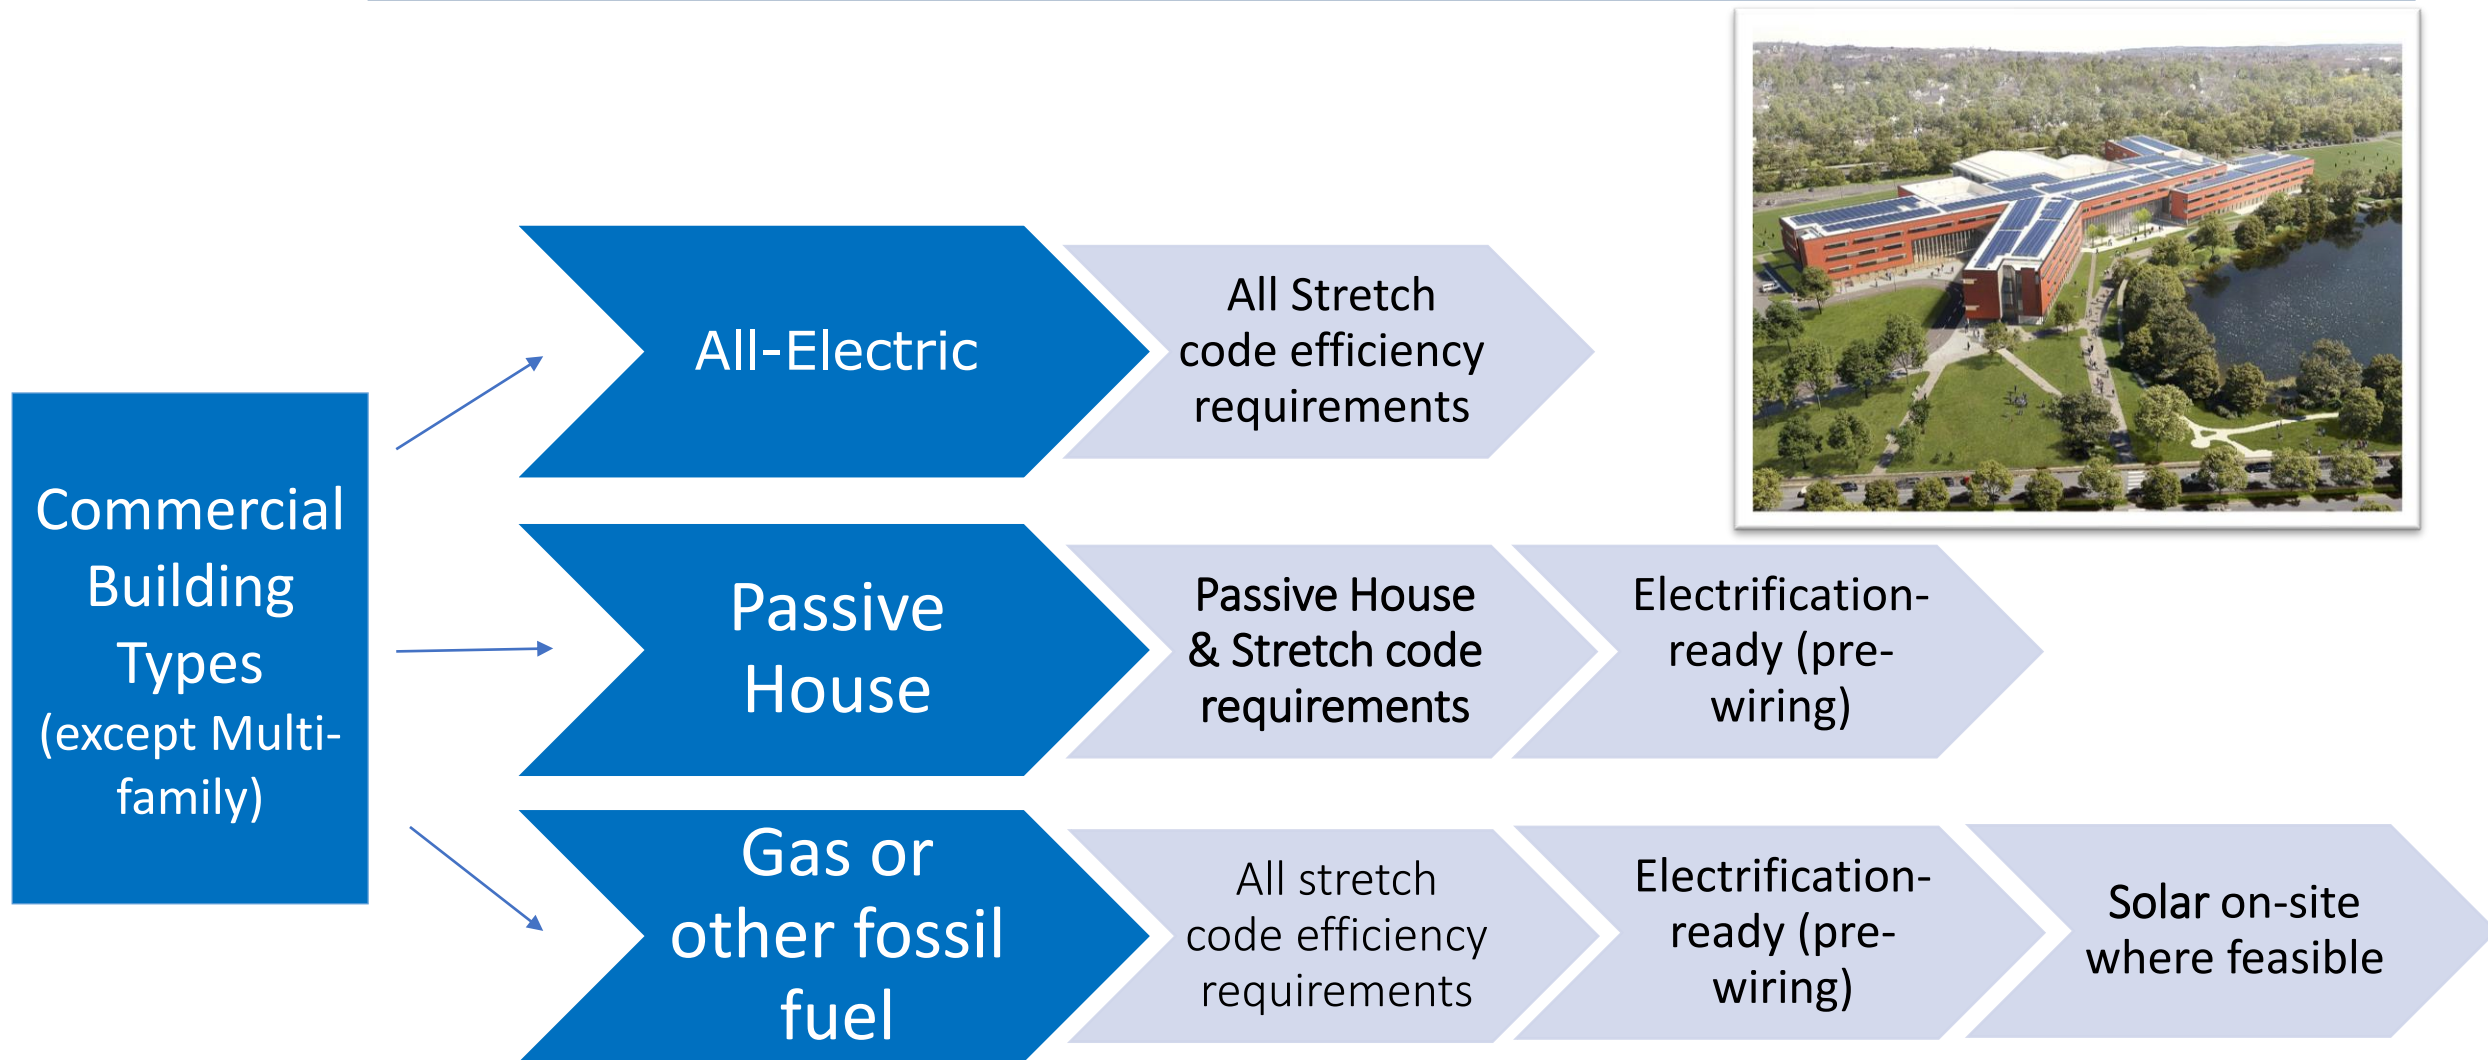 Commercial
Building
Types
(except Multi-
family)
All-Electric
All Stretch
code efficiency
requirements
Passive
House
Passive House
& Stretch code
requirements
Electrification-
ready (pre-
wiring)
Gas or
other fossil
fuel
All stretch
code efficiency
requirements
Electrification-
ready (pre-
wiring)
Solar on-site
where feasible